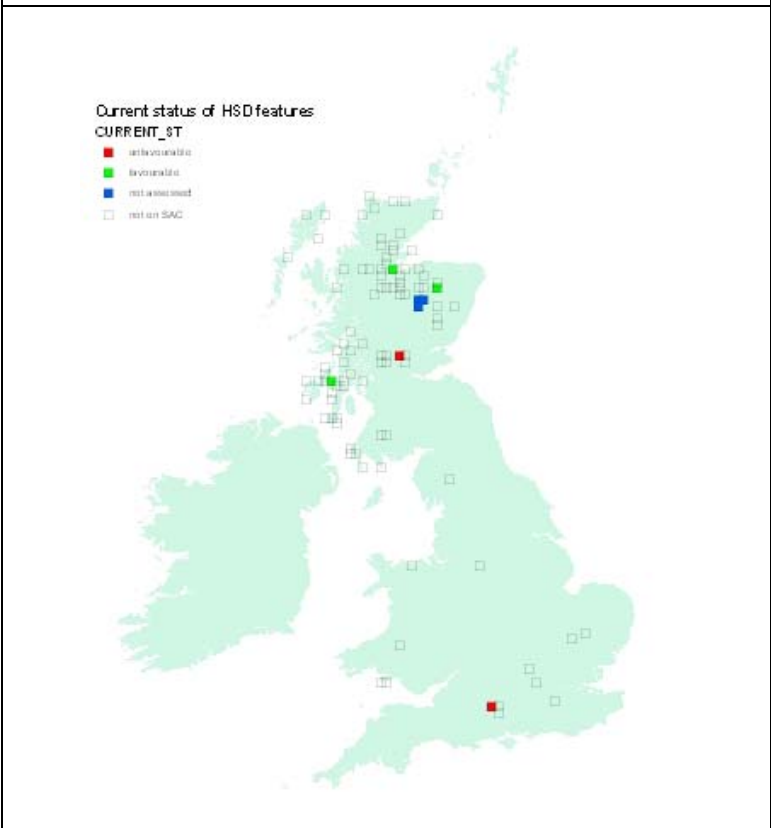 Current status of HSD features
CURRENT_ST
unfavourable
favourable
not assessed
not on SAC